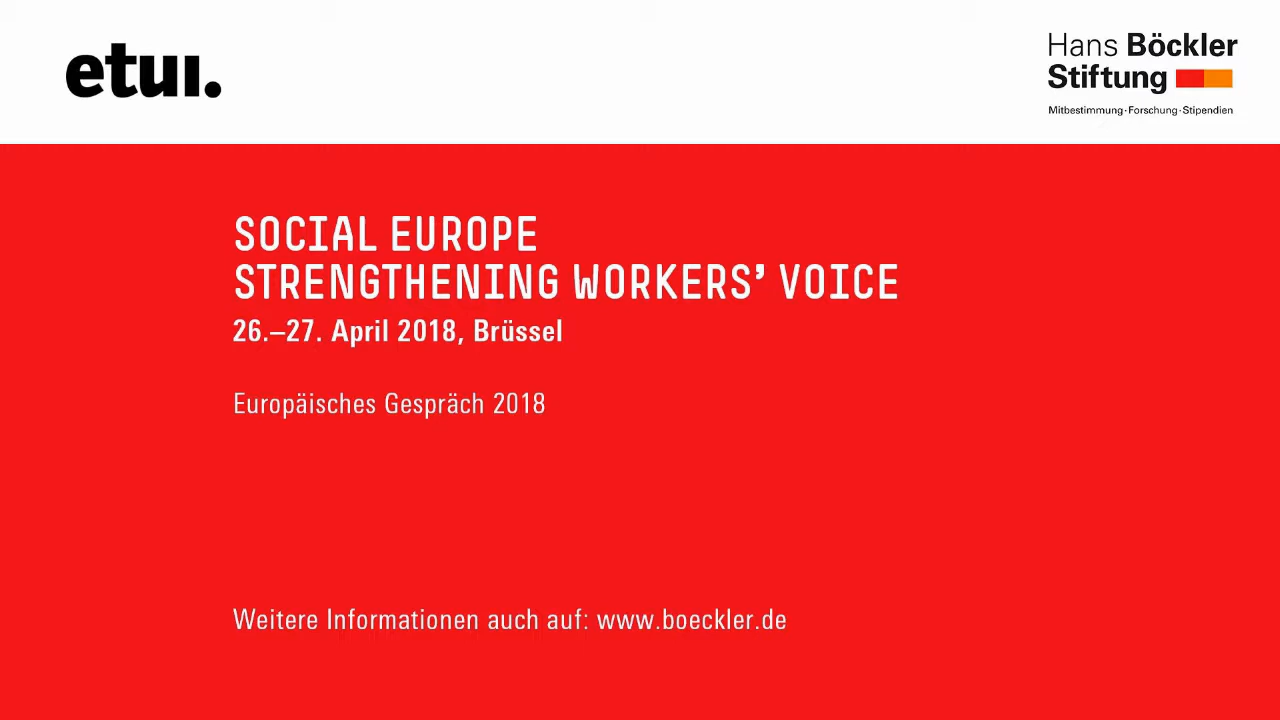 etui.
Hans Böckler
Stiftung
Mitbestimmung·Forschung·Stipendien
SOCIAL EUROPE
STRENGTHENING WORKERS’ VOICE
26.–27. April 2018, Brüssel
Europäisches Gespräch 2018
Weitere Informationen auch auf: www.boeckler.de